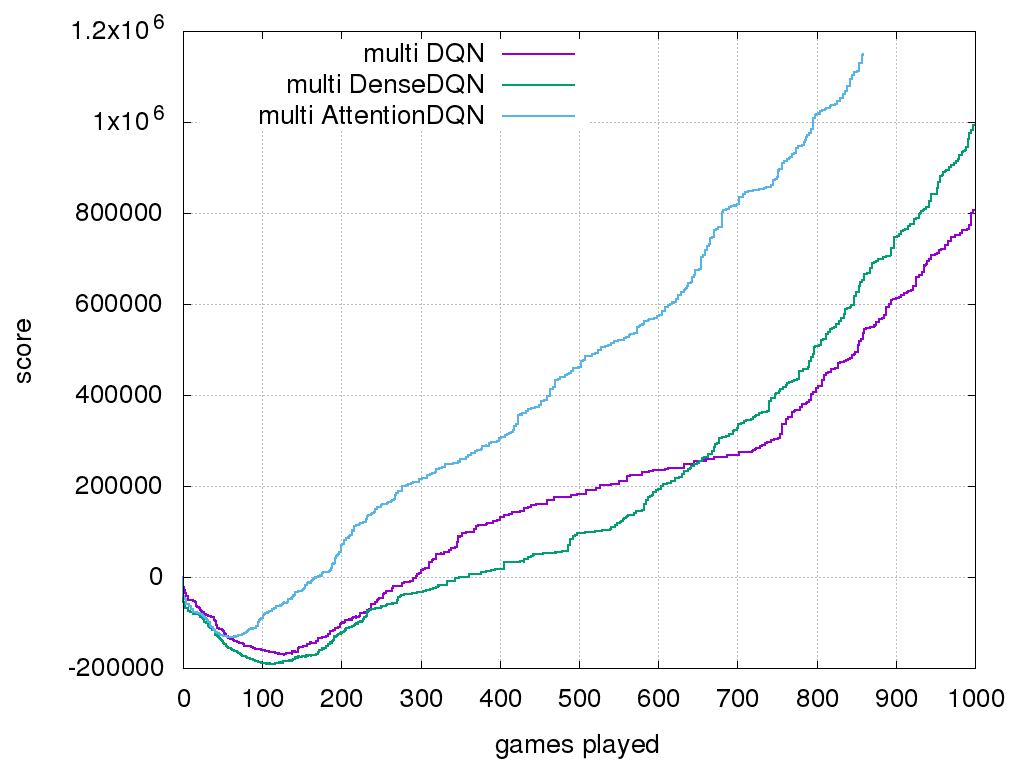 1.2x10^6
1x10^6
800000
600000
400000
200000
0
-200000
score
multi DQN
multi DenseDQN
multi AttentionDQN
0 100 200 300 400 500 600 700 800 900 1000
games played